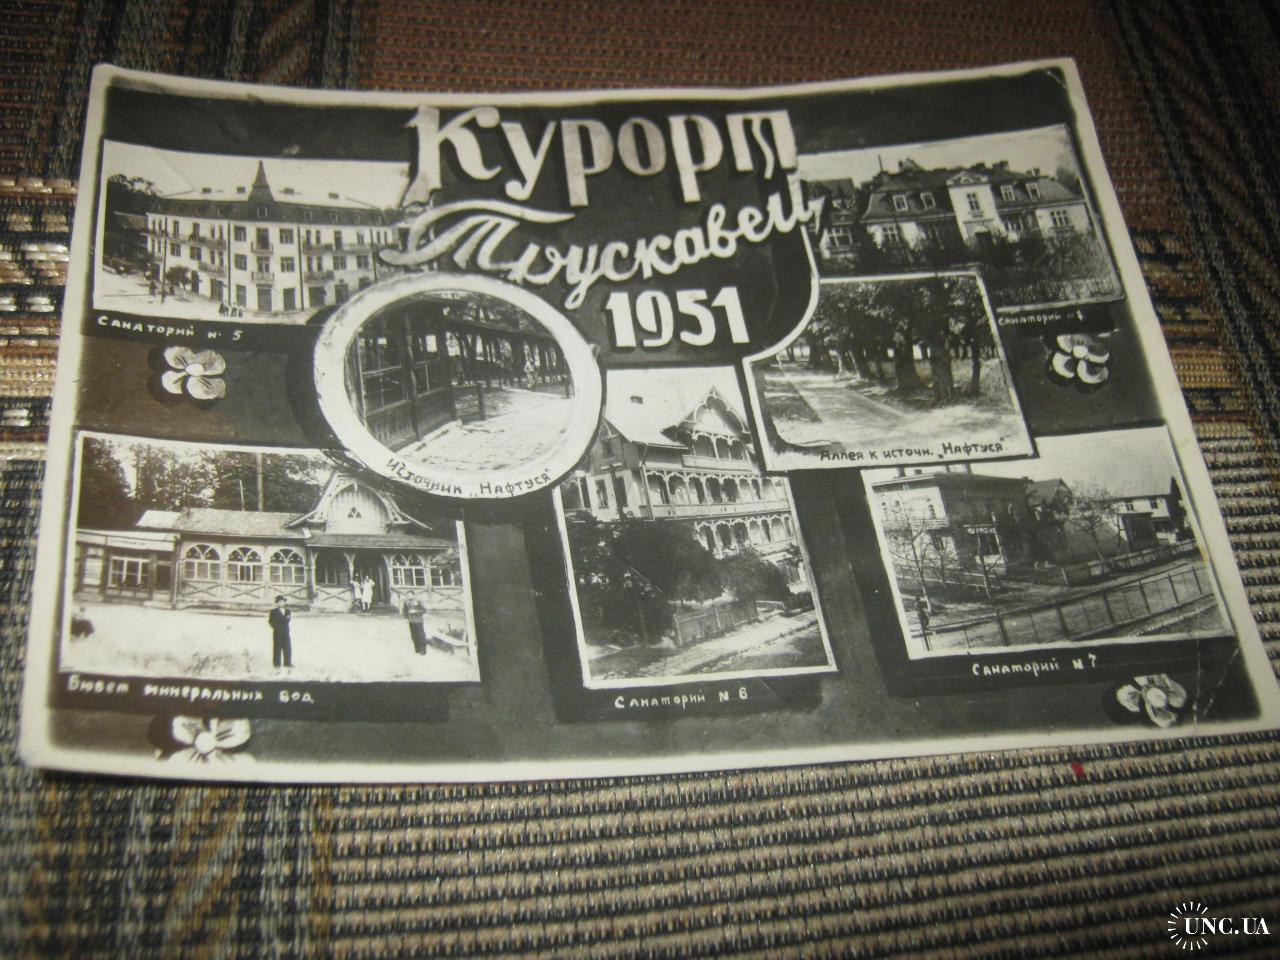 Курорт
Трускавец
1951
Санаторий № 5
Санаторий №
Источник „Нафтуся"
Аллея к источн. „Нафтуся"
Бювет минеральных вод
Санаторий № 6
Санаторий № 7
UNC.UA